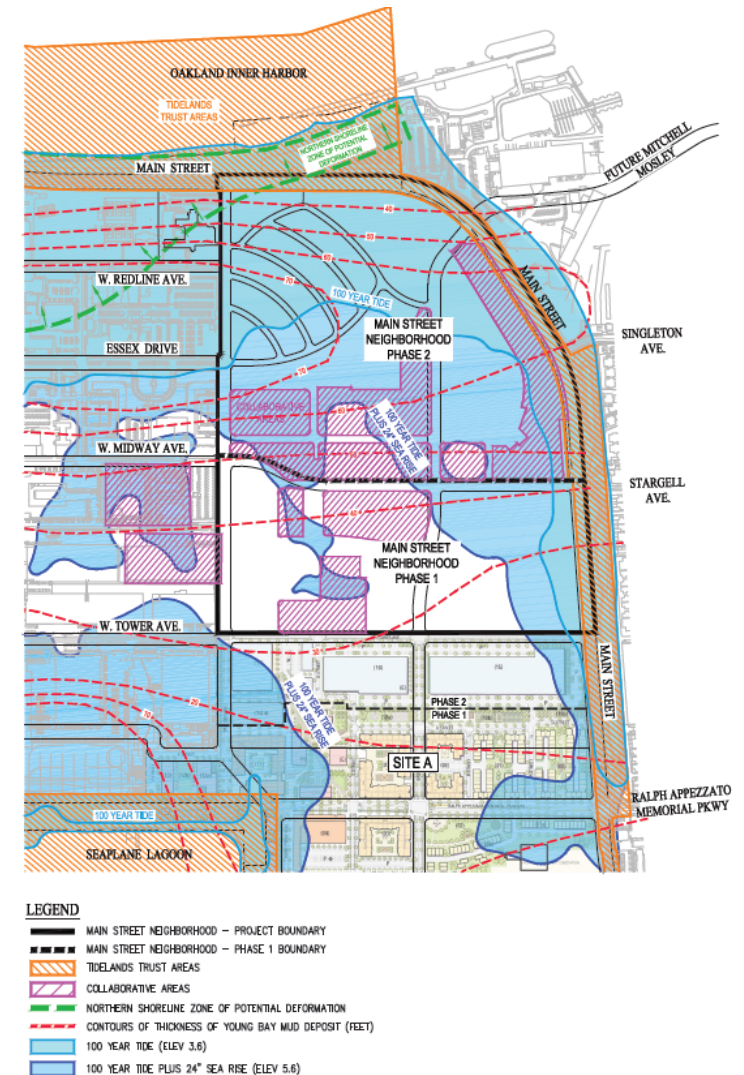 OAKLAND INNER HARBOR
TIDELANDS
TRUST AREAS
NORTHERN SHORELINE
ZONE OF POTENTIAL
DEFORMATION
MAIN STREET
FUTURE MITCHELL
MOSLEY
40
50
60
W. REDLINE AVE.
70
100 YEAR TIDE
MAIN STREET
MAIN STREET
NEIGHBORHOOD
PHASE 2
SINGLETON
AVE.
ESSEX DRIVE
70
COLLABORATIVE
AREAS
60
100 YEAR TIDE
PLUS 24" SEA RISE
W. MIDWAY AVE.
STARGELL
AVE.
MAIN STREET
NEIGHBORHOOD
PHASE 1
W. TOWER AVE.
30
MAIN STREET
100 YEAR TIDE
PLUS 24" SEA RISE
20
10
PHASE 2
PHASE 1
SITE A
RALPH APPEZZATO
MEMORIAL PKWY
100 YEAR TIDE
SEAPLANE LAGOON
LEGEND
MAIN STREET NEIGHBORHOOD – PROJECT BOUNDARY
MAIN STREET NEIGHBORHOOD – PHASE 1 BOUNDARY
TIDELANDS TRUST AREAS
COLLABORATIVE AREAS
NORTHERN SHORELINE ZONE OF POTENTIAL DEFORMATION
CONTOURS OF THICKNESS OF YOUNG BAY MUD DEPOSIT (FEET)
100 YEAR TIDE (ELEV 3.6)
100 YEAR TIDE PLUS 24" SEA RISE (ELEV 5.6)